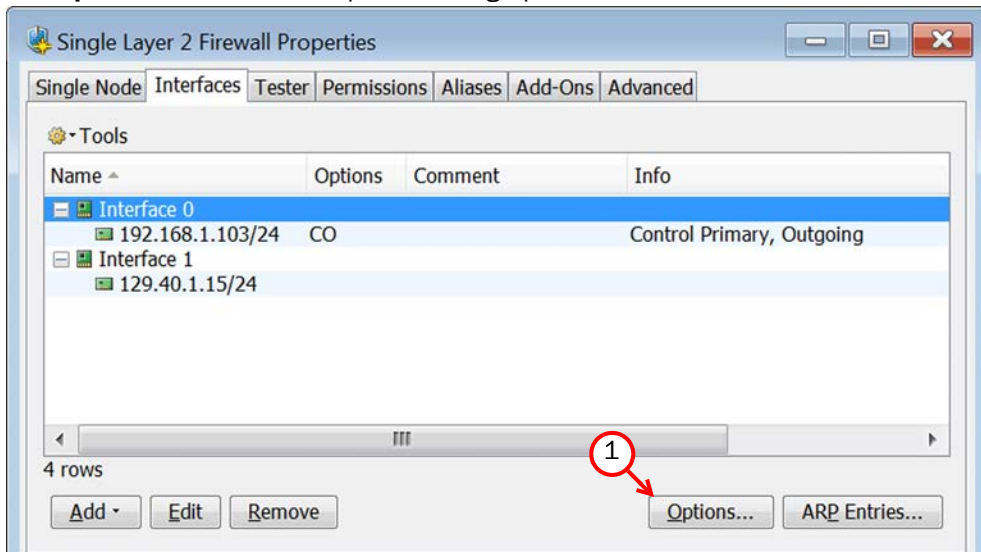 Single Layer 2 Firewall Properties
Single Node Interfaces Tester Permissions Aliases Add-Ons Advanced
Tools
Name Options Comment Info
Interface 0
192.168.1.103/24 CO Control Primary, Outgoing
Interface 1
129.40.1.15/24
1
4 rows
Add Edit Remove Options... ARP Entries...